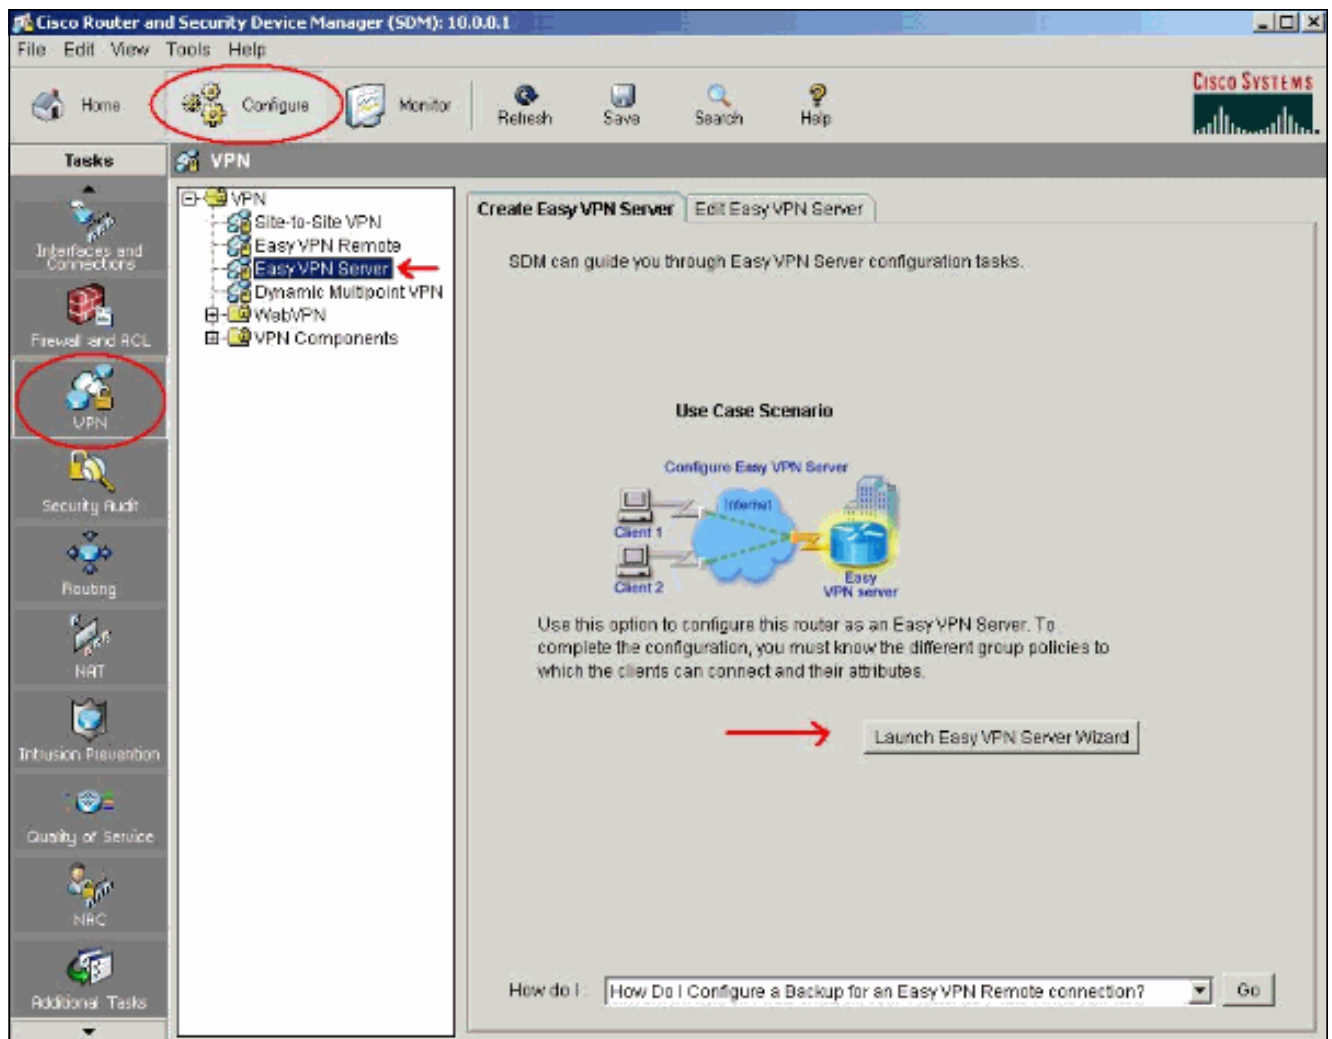 Cisco Router and Security Device Manager (SDM): 10.0.0.1
File Edit View Tools Help
Home Configure Monitor Refresh Save Search Help
CISCO SYSTEMS
Tasks
VPN
Interfaces and
Connections
Firewall and ACL
VPN
Security Audit
Routing
NAT
Intrusion Prevention
Quality of Service
NAC
Additional Tasks
VPN
Site-to-Site VPN
Easy VPN Remote
Easy VPN Server
Dynamic Multipoint VPN
WebVPN
VPN Components
Create Easy VPN Server Edit Easy VPN Server
SDM can guide you through Easy VPN Server configuration tasks.
Use Case Scenario
Configure Easy VPN Server
Internet
Client 1
Client 2
Easy
VPN server
Use this option to configure this router as an Easy VPN Server. To
complete the configuration, you must know the different group policies to
which the clients can connect and their attributes.
Launch Easy VPN Server Wizard
How do I: How Do I Configure a Backup for an Easy VPN Remote connection? Go